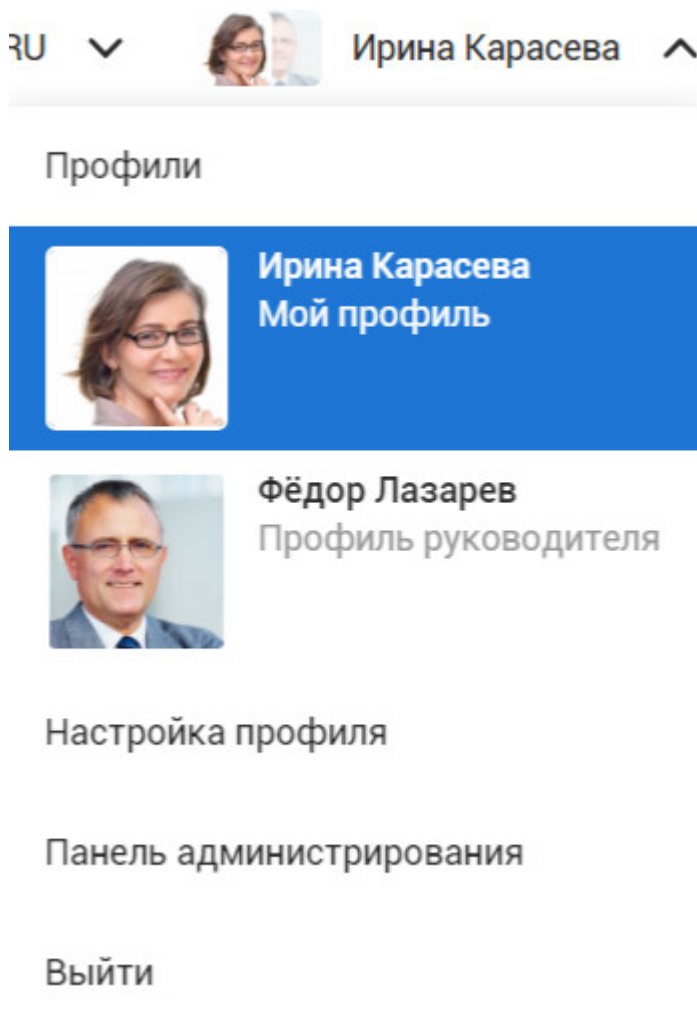 RU
Ирина Карасева
Профили
Ирина Карасева
Мой профиль
Фёдор Лазарев
Профиль руководителя
Настройка профиля
Панель администрирования
Выйти